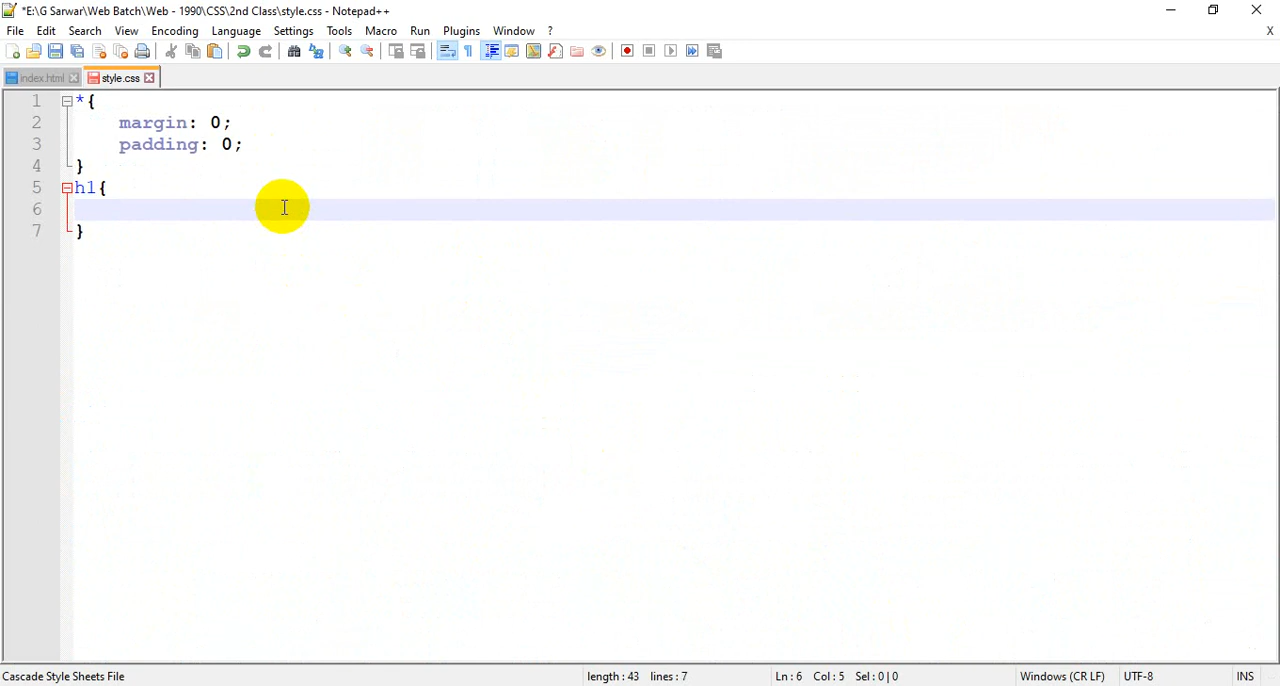 *E:\G Sarwar\Web Batch\Web - 1990\CSS\2nd Class\style.css - Notepad++
File Edit Search View Encoding Language Settings Tools Macro Run Plugins Window ? X
index.html style.css
1 *{
2 margin: 0;
3 padding: 0;
4 }
5 h1{
6
7 }
Cascade Style Sheets File length : 43 lines : 7 Ln : 6 Col : 5 Sel : 0 | 0 Windows (CR LF) UTF-8 INS